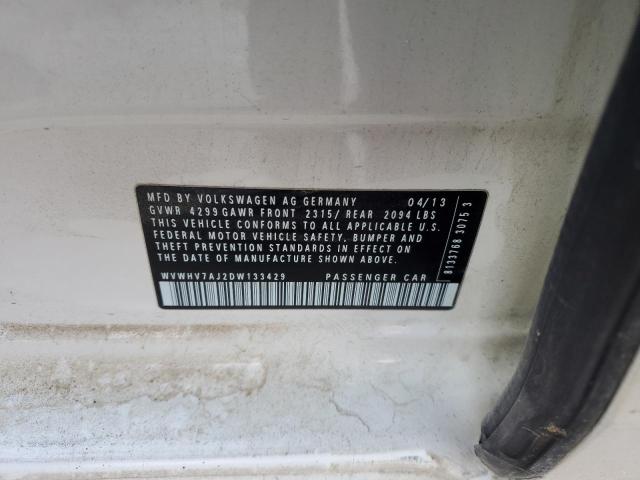 MFD BY VOLKSWAGEN AG GERMANY 04/13
GVWR 4299 GAWR FRONT 2315/ REAR 2094 LBS
THIS VEHICLE CONFORMS TO ALL APPLICABLE U.S.
FEDERAL MOTOR VEHICLE SAFETY, BUMPER AND
THEFT PREVENTION STANDARDS IN EFFECT ON
THE DATE OF MANUFACTURE SHOWN ABOVE.
WVWHV7AJ2DW133429 PASSENGER CAR
8133768 3075 3